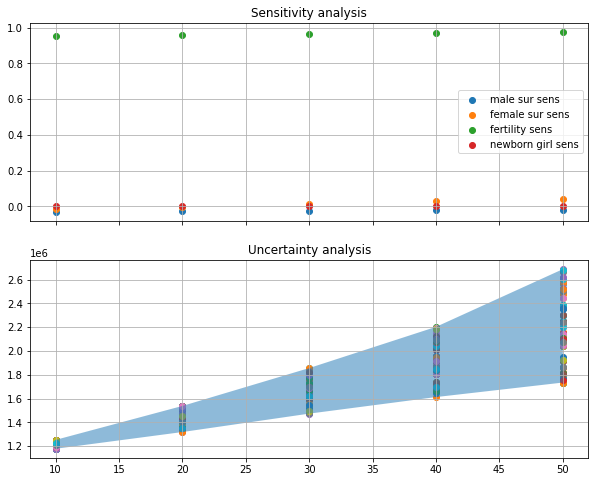 Sensitivity analysis
1.0
0.8
0.6
0.4
0.2
0.0
male sur sens
female sur sens
fertility sens
newborn girl sens
1e6
Uncertainty analysis
2.6
2.4
2.2
2.0
1.8
1.6
1.4
1.2
10 15 20 25 30 35 40 45 50